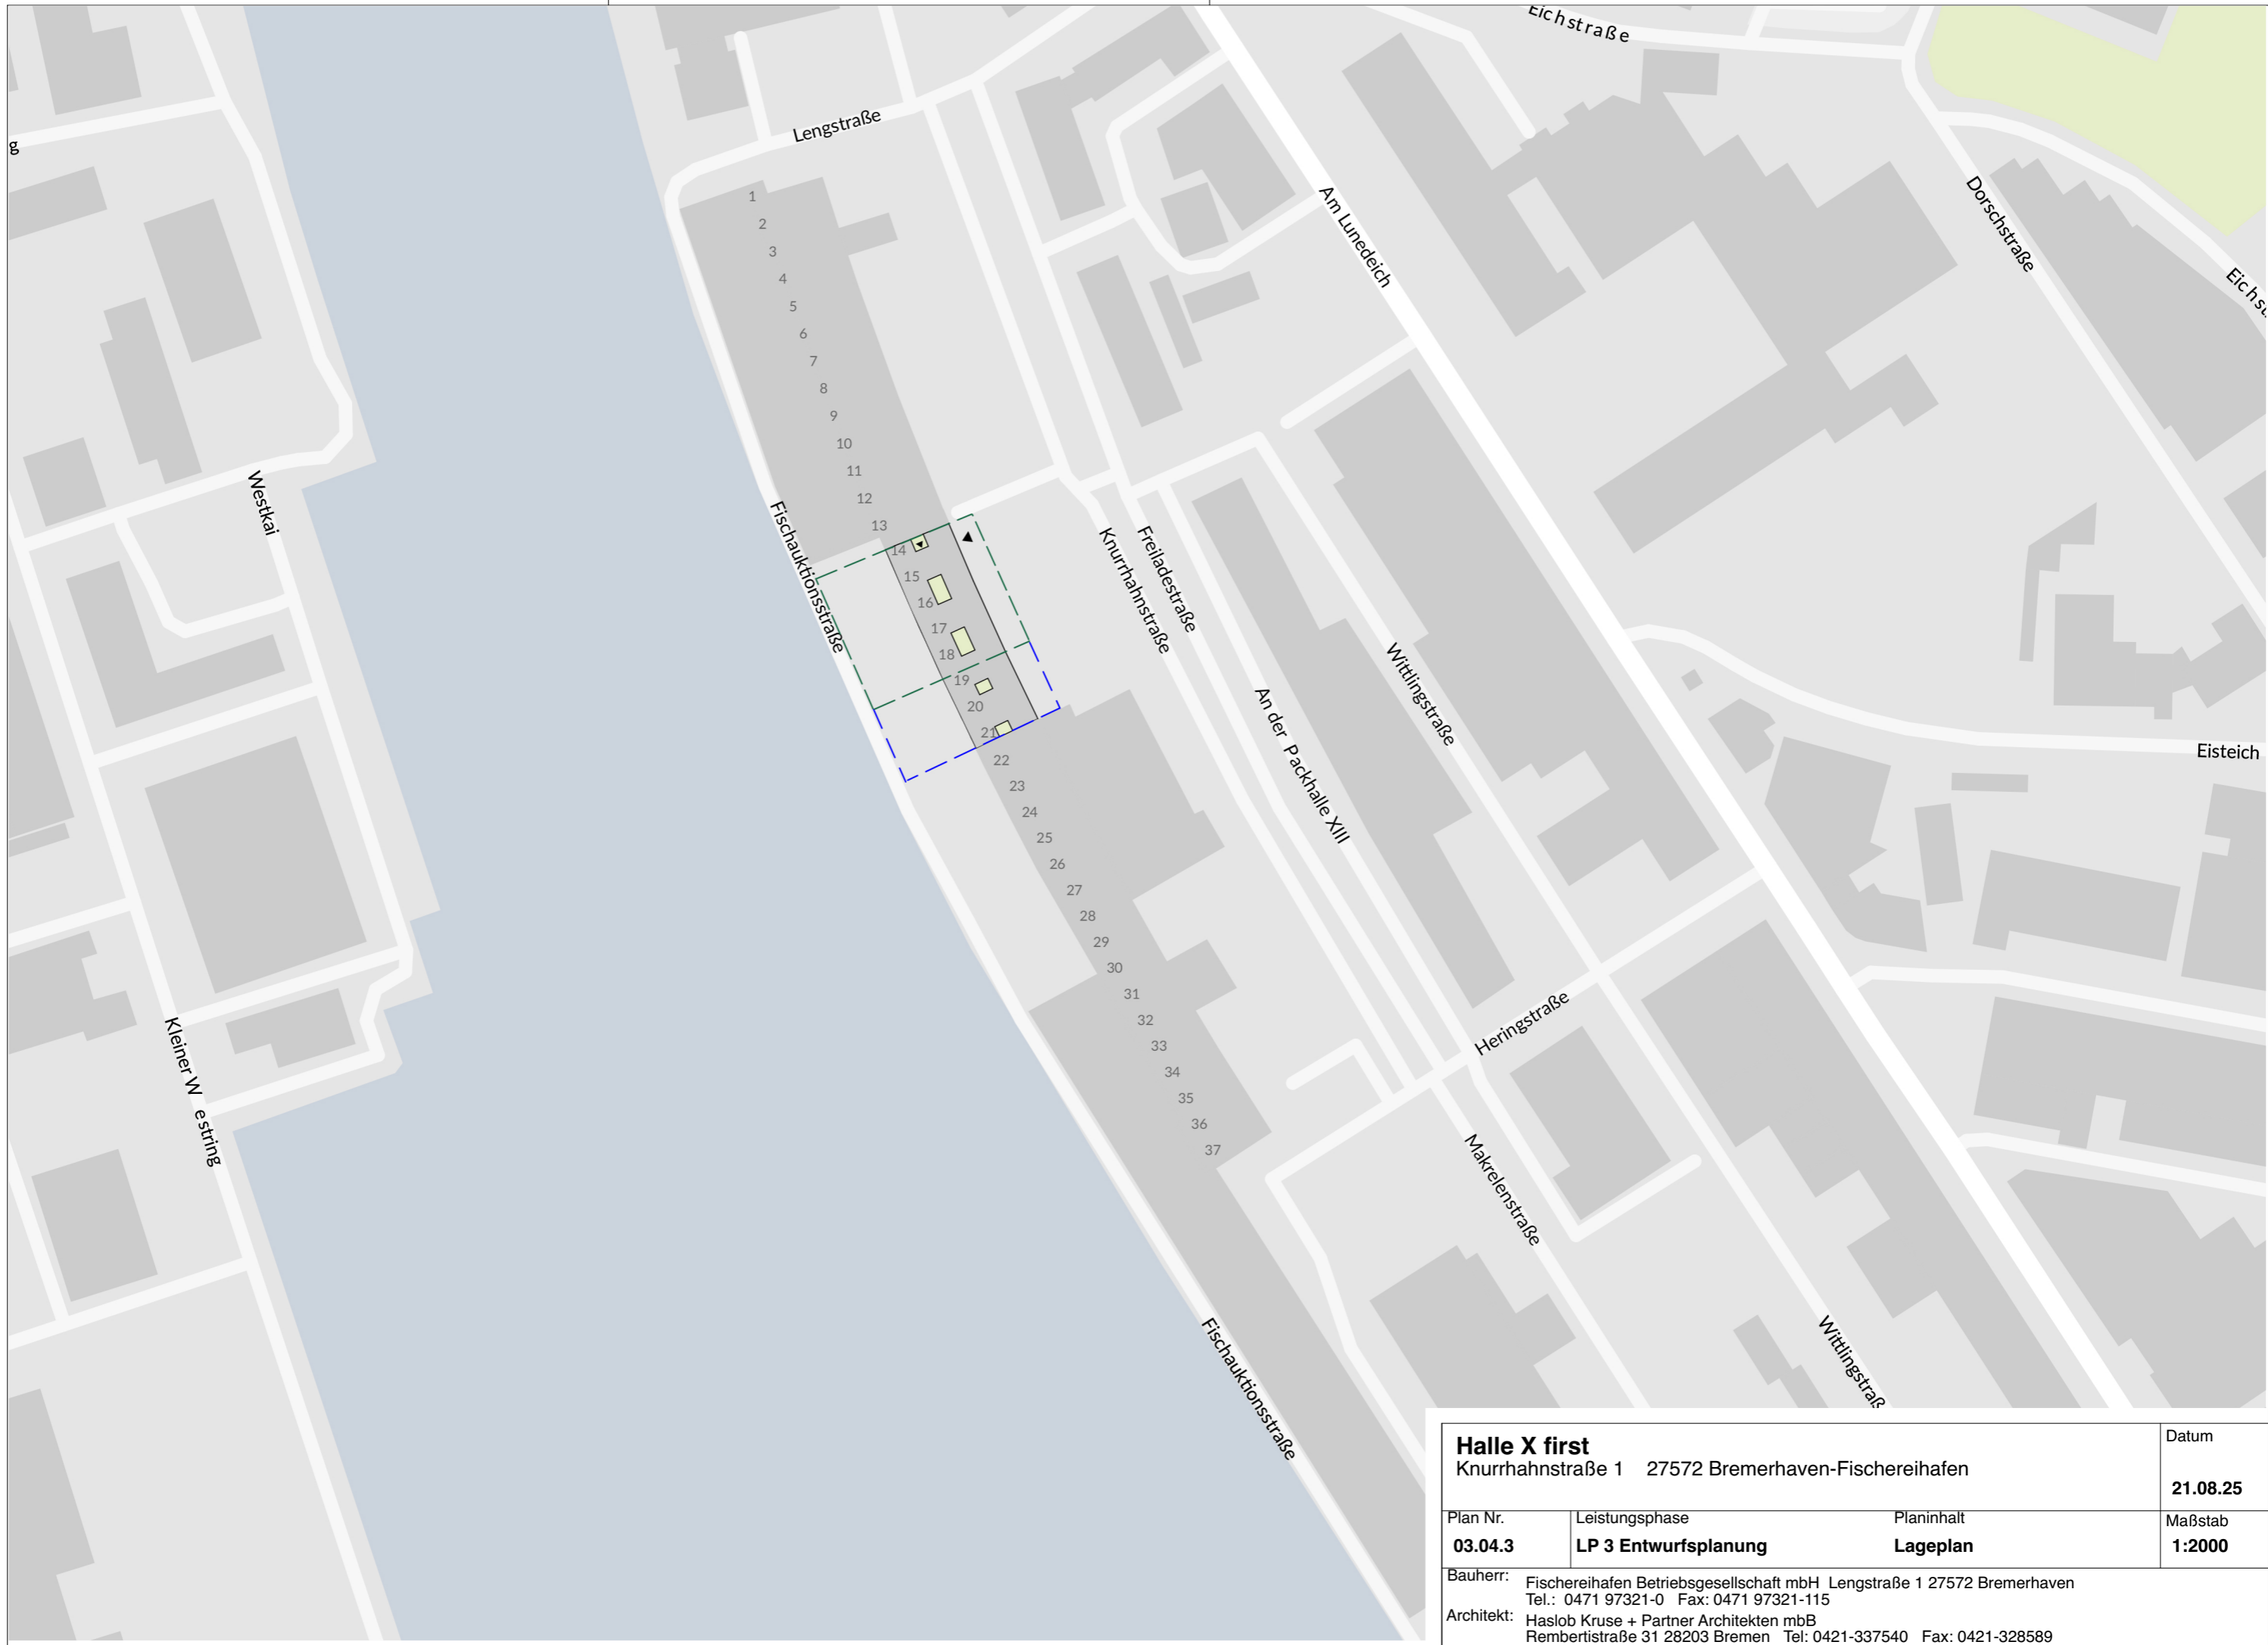 Eichstraße
Lengstraße
g
Am Lunedeich
Dorschstraße
1
2
3
4
5
6
7
8
9
10
11
12
13
14
15
16
17
18
19
20
21
22
23
24
25
26
27
28
29
30
31
32
33
34
35
36
37
Eichst
Westkai
Fischauktionsstraße
Knurrhahnstraße
Freiladestraße
Wittlingstraße
An der Packhalle XIII
Eisteich
Heringstraße
Kleiner W estring
Makrelenstraße
Fischauktionsstraße
Wittlingstraß
Halle X first
Knurrhahnstraße 1 27572 Bremerhaven-Fischereihafen
Datum
21.08.25
Plan Nr.
03.04.3
Leistungsphase
LP 3 Entwurfsplanung
Planinhalt
Lageplan
Maßstab
1:2000
Bauherr:
Fischereihafen Betriebsgesellschaft mbH Lengstraße 1 27572 Bremerhaven
Tel.: 0471 97321-0 Fax: 0471 97321-115
Architekt:
Haslob Kruse + Partner Architekten mbB
Rembertistraße 31 28203 Bremen Tel: 0421-337540 Fax: 0421-328589